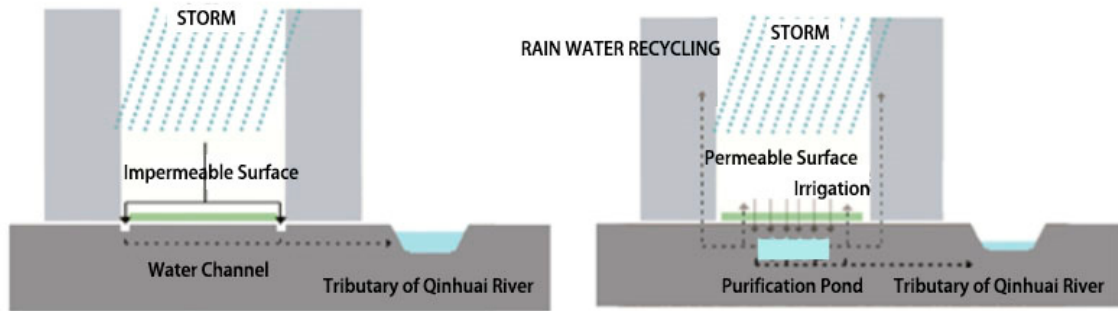 STORM
Impermeable Surface
Water Channel
Tributary of Qinhuai River
STORM
RAIN WATER RECYCLING
Permeable Surface
Irrigation
Purification Pond
Tributary of Qinhuai River